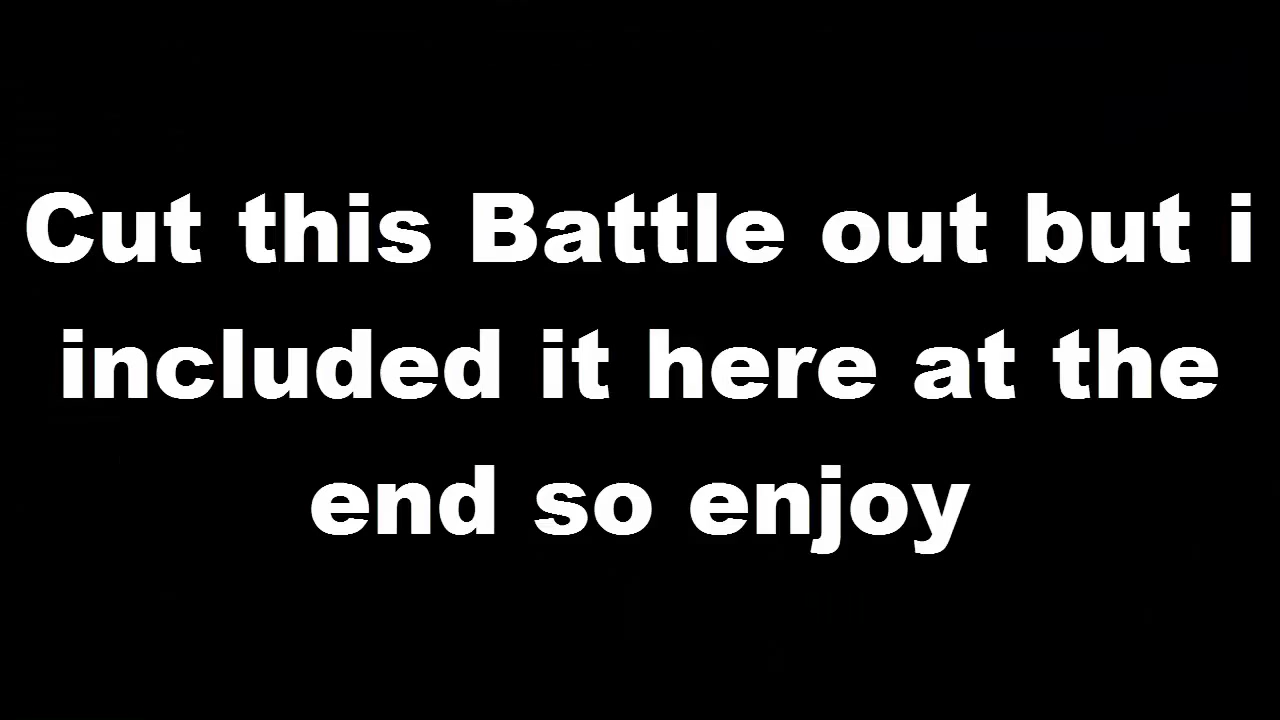 Cut this Battle out but i
included it here at the
end so enjoy